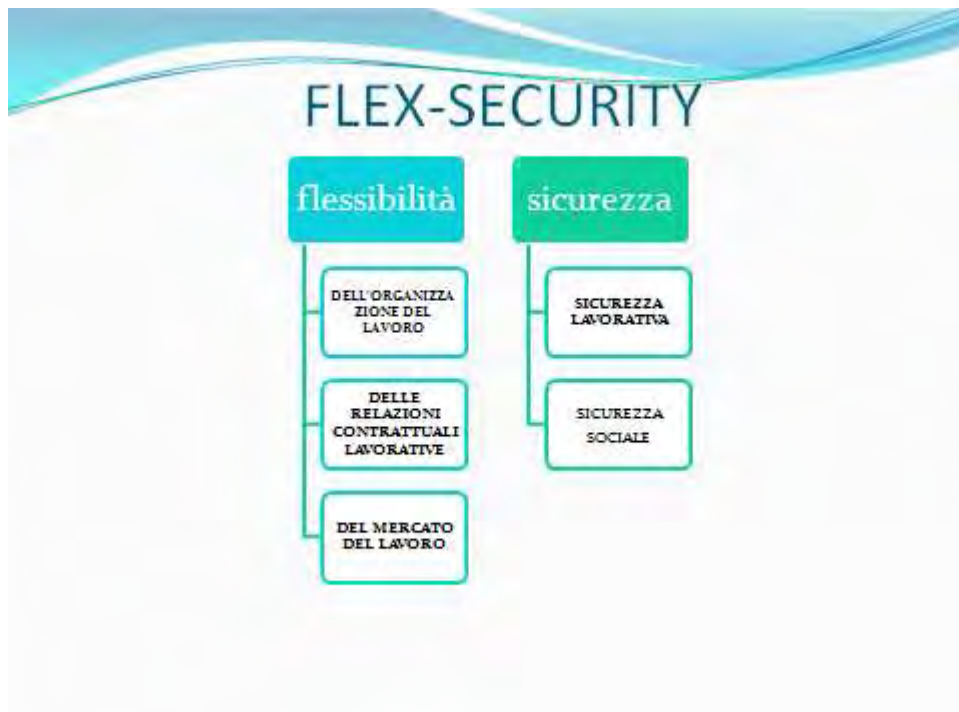 FLEX-SECURITY
flessibilità
DELL'ORGANIZZA
ZIONE DEL
LAVORO
DELLE
RELAZIONI
CONTRATTUALI
LAVORATIVE
DEL MERCATO
DEL LAVORO
sicurezza
SICUREZZA
LAVORATIVA
SICUREZZA
SOCIALE